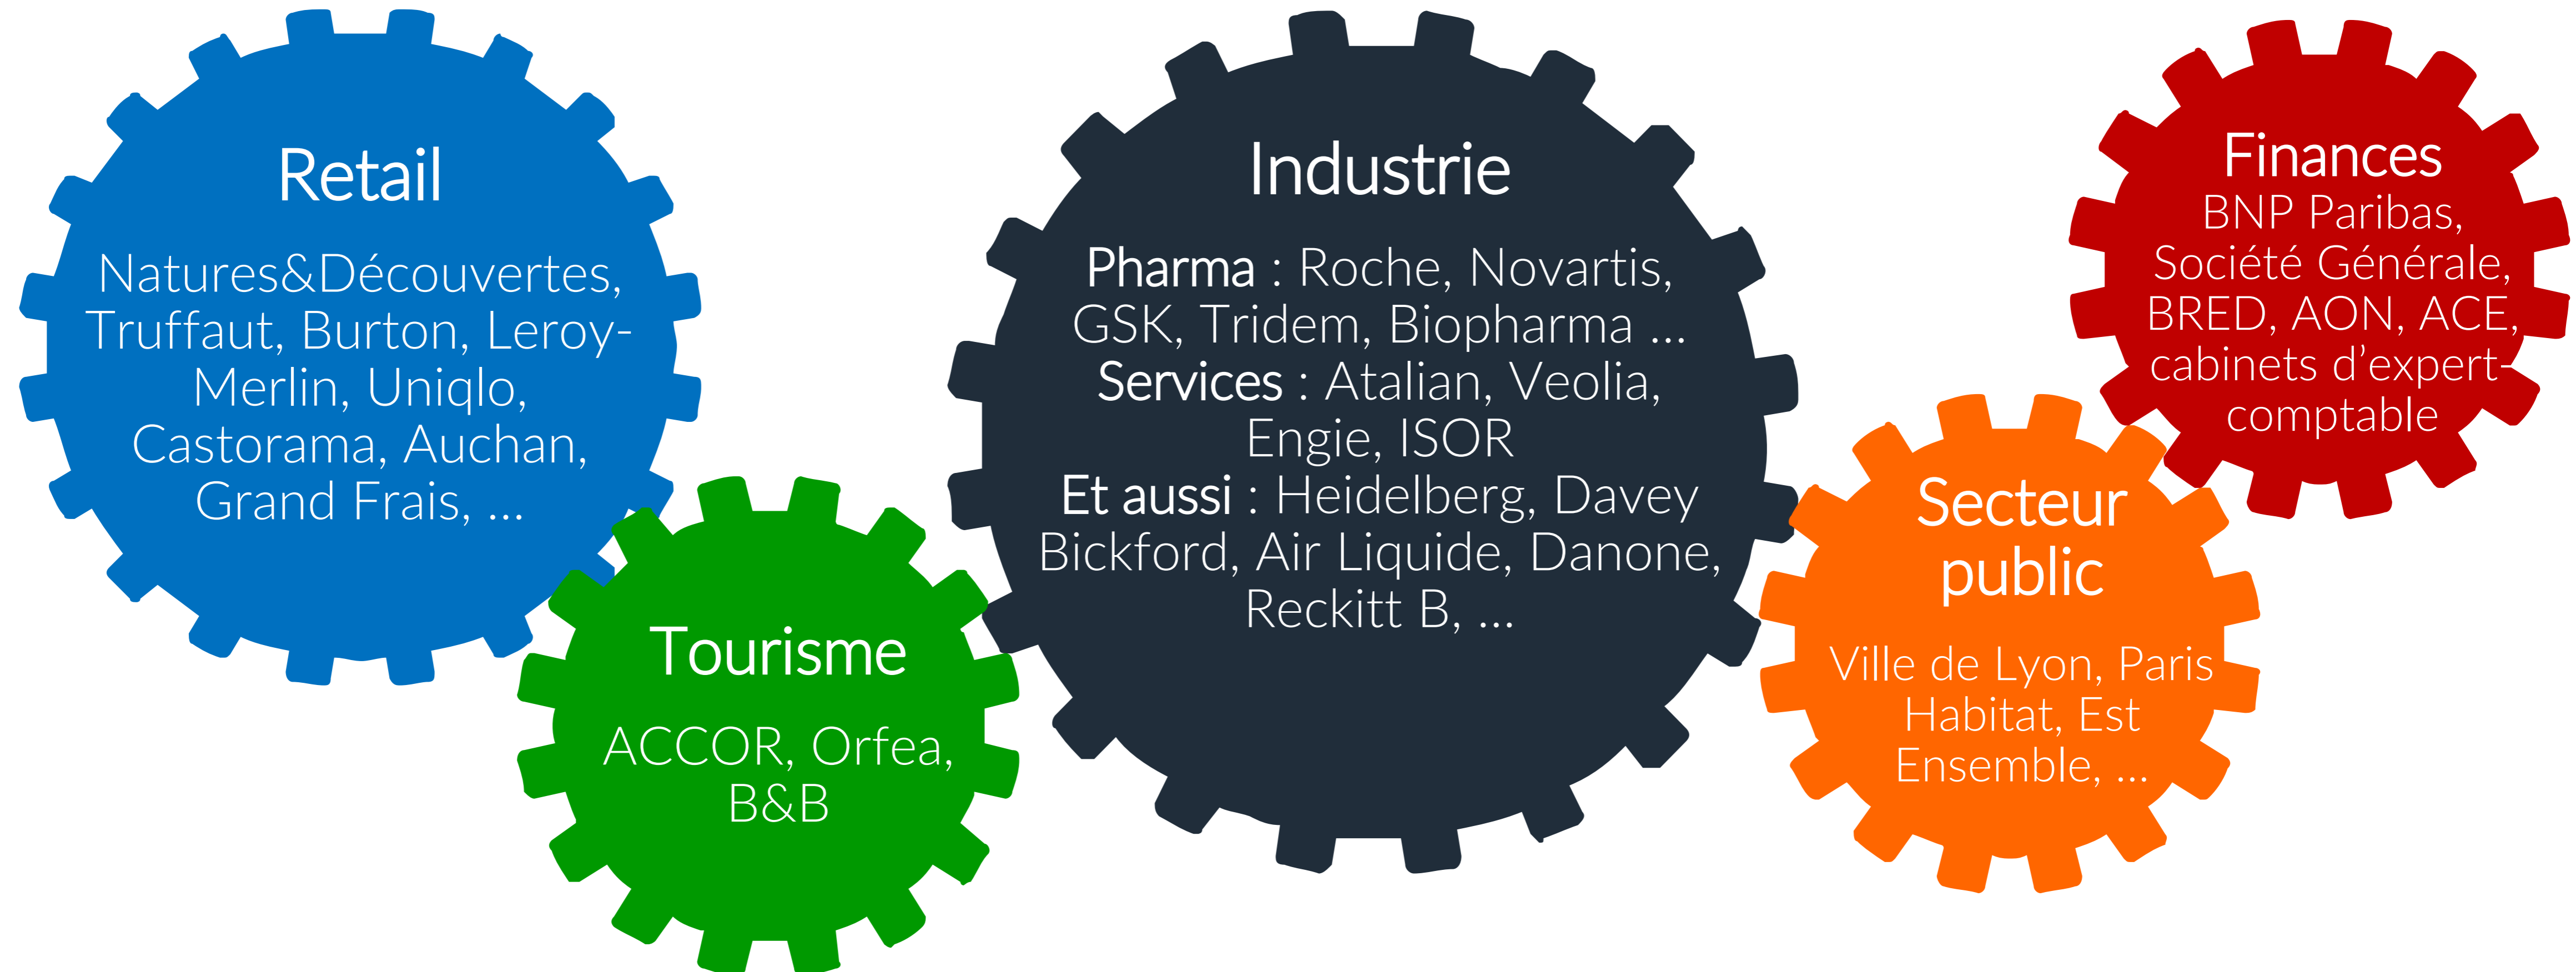 Retail
Natures&Découvertes,
Truffaut, Burton, Leroy-
Merlin, Uniqlo,
Castorama, Auchan,
Grand Frais, ...
Tourisme
ACCOR, Orfea,
B&B
Industrie
Pharma : Roche, Novartis,
GSK, Tridem, Biopharma ...
Services : Atalian, Veolia,
Engie, ISOR
Et aussi : Heidelberg, Davey
Bickford, Air Liquide, Danone,
Reckitt B, ...
Secteur
public
Ville de Lyon, Paris
Habitat, Est
Ensemble, ...
Finances
BNP Paribas,
Société Générale,
BRED, AON, ACE,
cabinets d’expert-
comptable